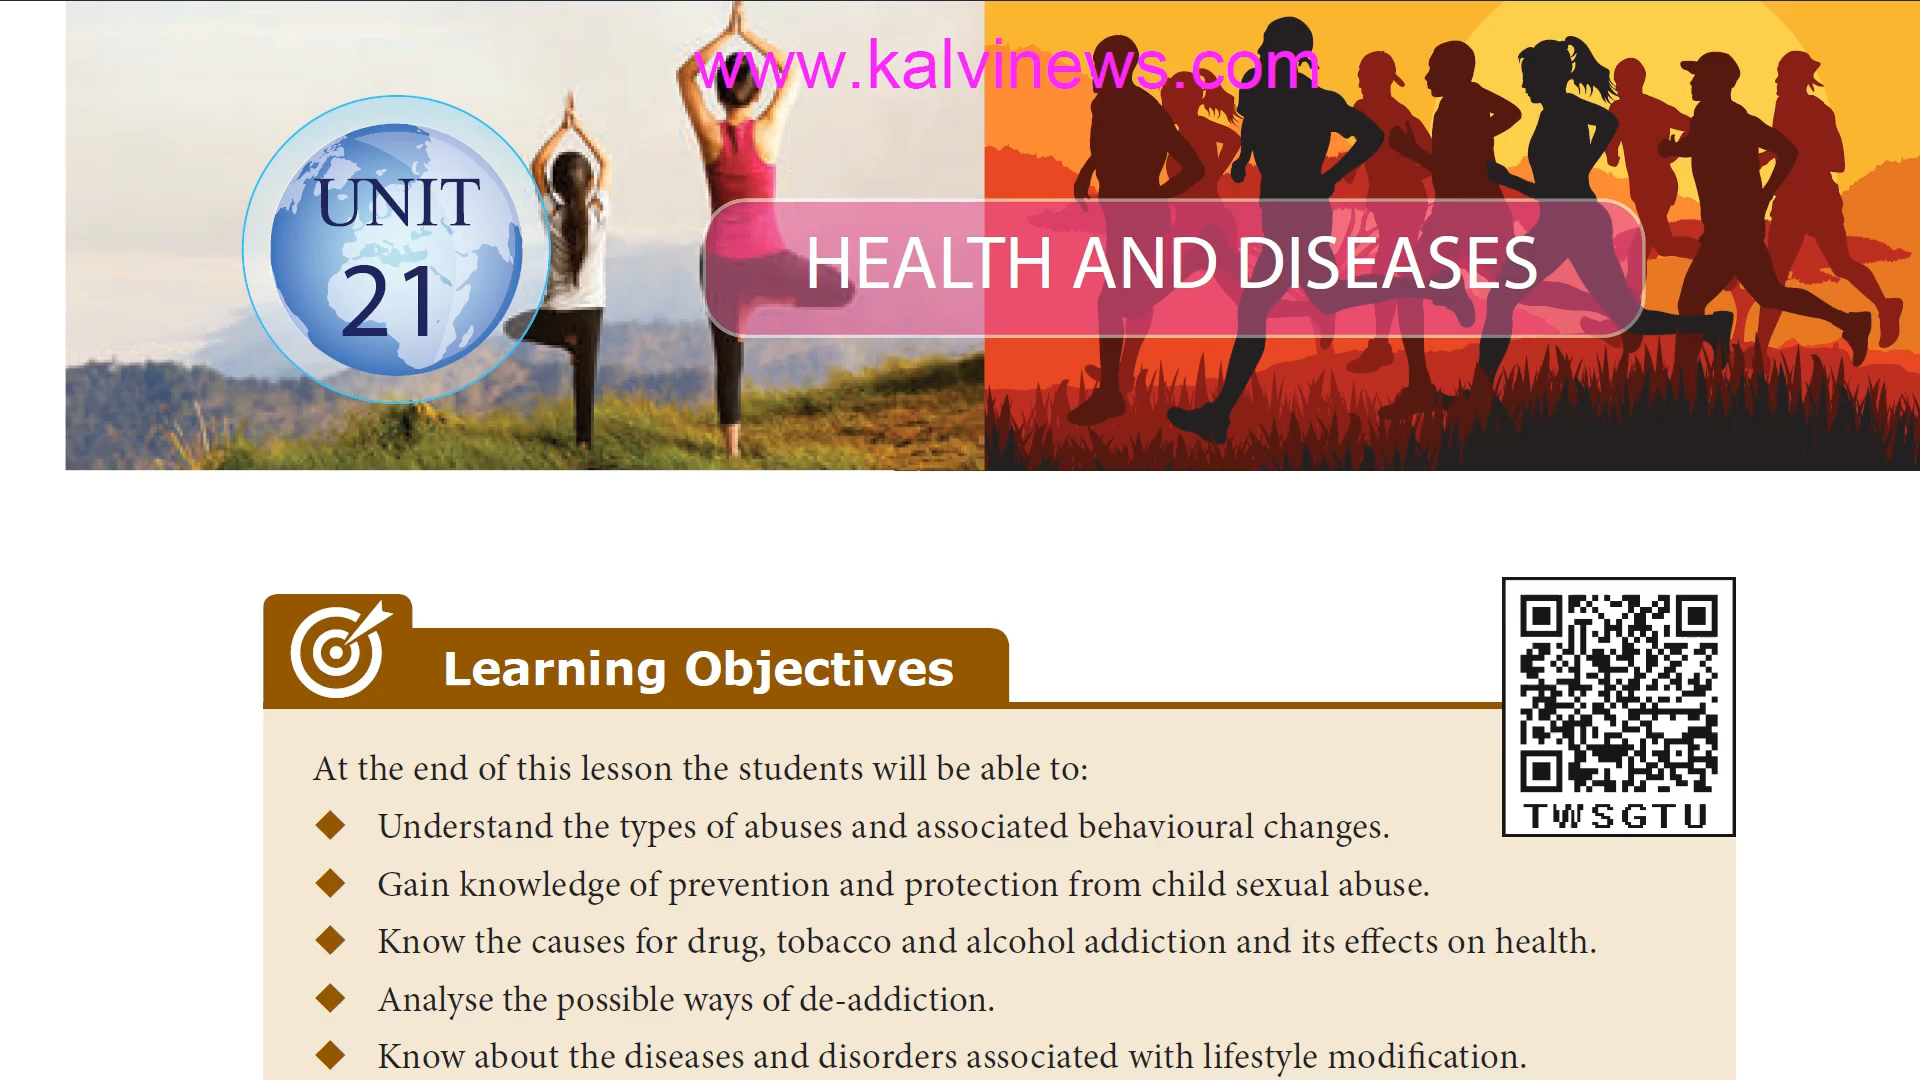 www.kalvinews.com
UNIT
21
HEALTH AND DISEASES
Learning Objectives
TWSGTU
At the end of this lesson the students will be able to:
◆ Understand the types of abuses and associated behavioural changes.
◆ Gain knowledge of prevention and protection from child sexual abuse.
◆ Know the causes for drug, tobacco and alcohol addiction and its effects on health.
◆ Analyse the possible ways of de-addiction.
◆ Know about the diseases and disorders associated with lifestyle modification.